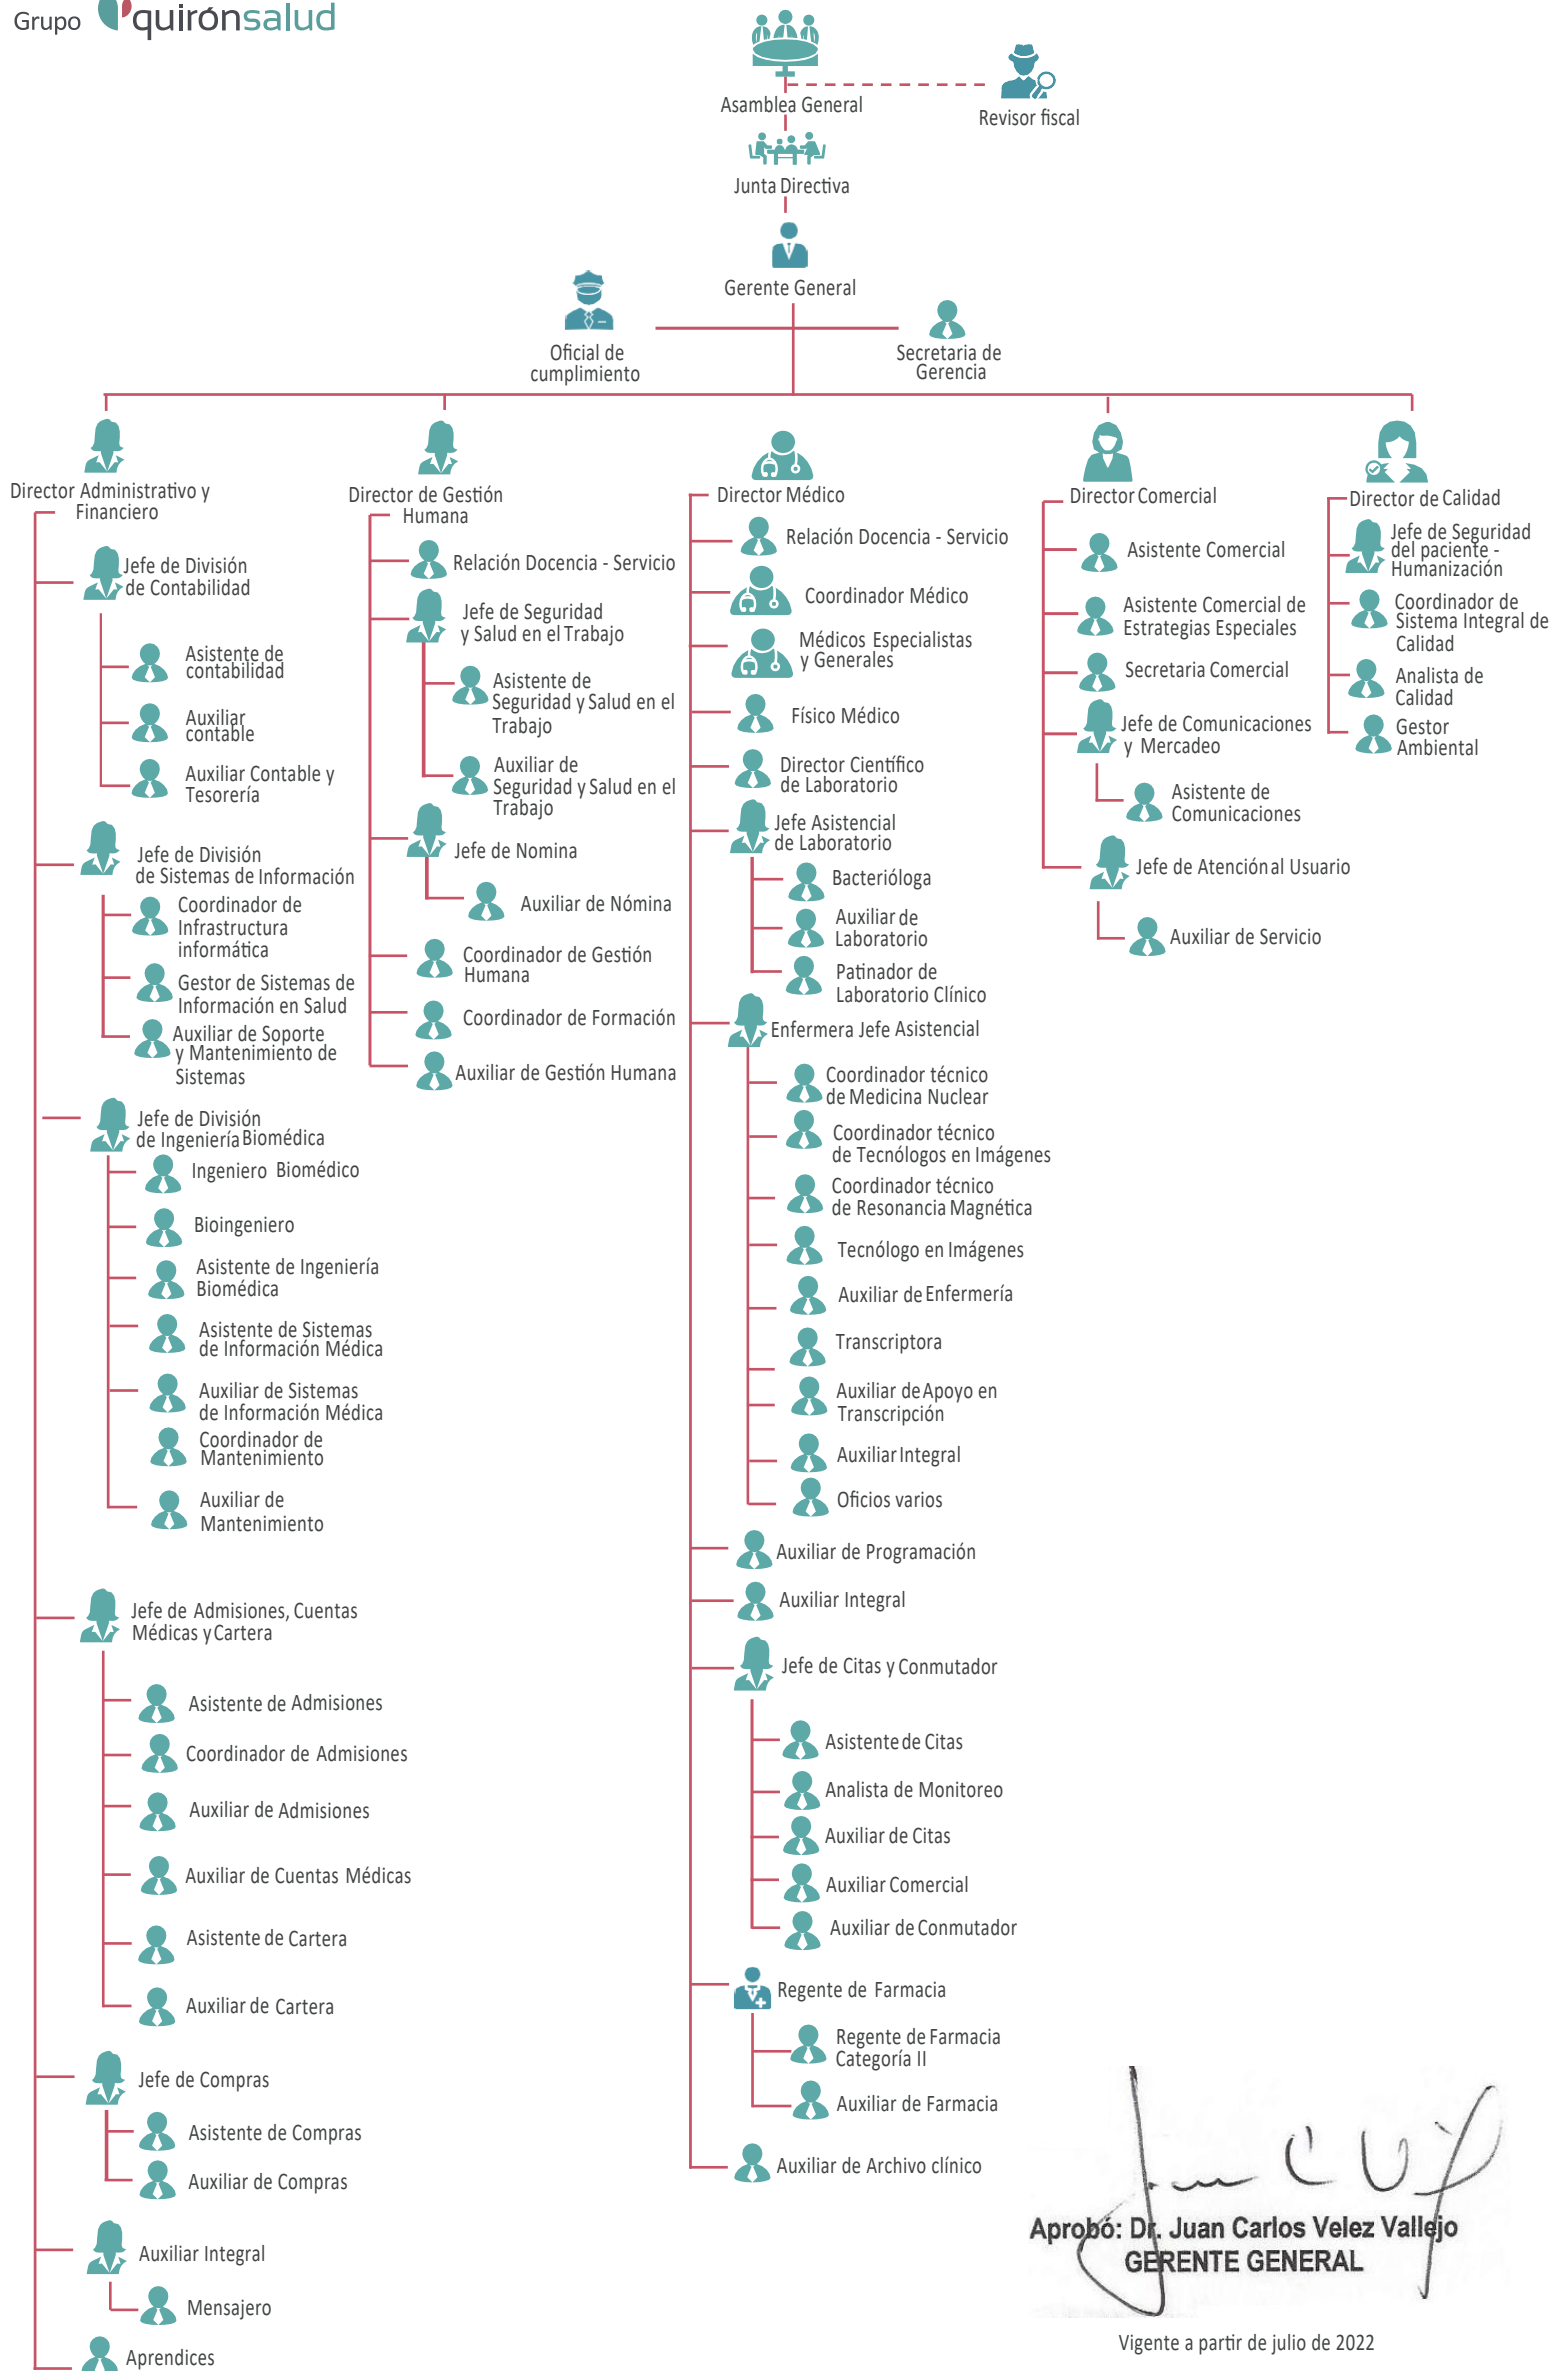 Grupo quirónsalud
Asamblea General
Revisor fiscal
Junta Directiva
Gerente General
Oficial de
cumplimiento
Secretaria de
Gerencia
Director Administrativo y
Financiero
Jefe de División
de Contabilidad
Asistente de
contabilidad
Auxiliar
contable
Auxiliar Contable y
Tesorería
Jefe de División
de Sistemas de Información
Coordinador de
Infrastructura
informática
Gestor de Sistemas de
Información en Salud
Auxiliar de Soporte
y Mantenimiento de
Sistemas
Jefe de División
de Ingeniería Biomédica
Ingeniero Biomédico
Bioingeniero
Asistente de Ingeniería
Biomédica
Asistente de Sistemas
de Información Médica
Auxiliar de Sistemas
de Información Médica
Coordinador de
Mantenimiento
Auxiliar de
Mantenimiento
Jefe de Admisiones, Cuentas
Médicas y Cartera
Asistente de Admisiones
Coordinador de Admisiones
Auxiliar de Admisiones
Auxiliar de Cuentas Médicas
Asistente de Cartera
Auxiliar de Cartera
Jefe de Compras
Asistente de Compras
Auxiliar de Compras
Auxiliar Integral
Mensajero
Aprendices
Director de Gestión
Humana
Relación Docencia - Servicio
Jefe de Seguridad
y Salud en el Trabajo
Asistente de
Seguridad y Salud en el
Trabajo
Auxiliar de
Seguridad y Salud en el
Trabajo
Jefe de Nomina
Auxiliar de Nómina
Coordinador de Gestión
Humana
Coordinador de Formación
Auxiliar de Gestión Humana
Director Médico
Relación Docencia - Servicio
Coordinador Médico
Médicos Especialistas
y Generales
Físico Médico
Director Científico
de Laboratorio
Jefe Asistencial
de Laboratorio
Bacterióloga
Auxiliar de
Laboratorio
Patinador de
Laboratorio Clínico
Enfermera Jefe Asistencial
Coordinador técnico
de Medicina Nuclear
Coordinador técnico
de Tecnólogos en Imágenes
Coordinador técnico
de Resonancia Magnética
Tecnólogo en Imágenes
Auxiliar de Enfermería
Transcriptora
Auxiliar de Apoyo en
Transcripción
Auxiliar Integral
Oficios varios
Auxiliar de Programación
Auxiliar Integral
Jefe de Citas y Conmutador
Asistente de Citas
Analista de Monitoreo
Auxiliar de Citas
Auxiliar Comercial
Auxiliar de Conmutador
Regente de Farmacia
Regente de Farmacia
Categoría II
Auxiliar de Farmacia
Auxiliar de Archivo clínico
Director Comercial
Asistente Comercial
Asistente Comercial de
Estrategias Especiales
Secretaria Comercial
Jefe de Comunicaciones
y Mercadeo
Asistente de
Comunicaciones
Jefe de Atención al Usuario
Auxiliar de Servicio
Director de Calidad
Jefe de Seguridad
del paciente -
Humanización
Coordinador de
Sistema Integral de
Calidad
Analista de
Calidad
Gestor
Ambiental
Aprobó: Dr. Juan Carlos Velez Vallejo
GERENTE GENERAL
Vigente a partir de julio de 2022